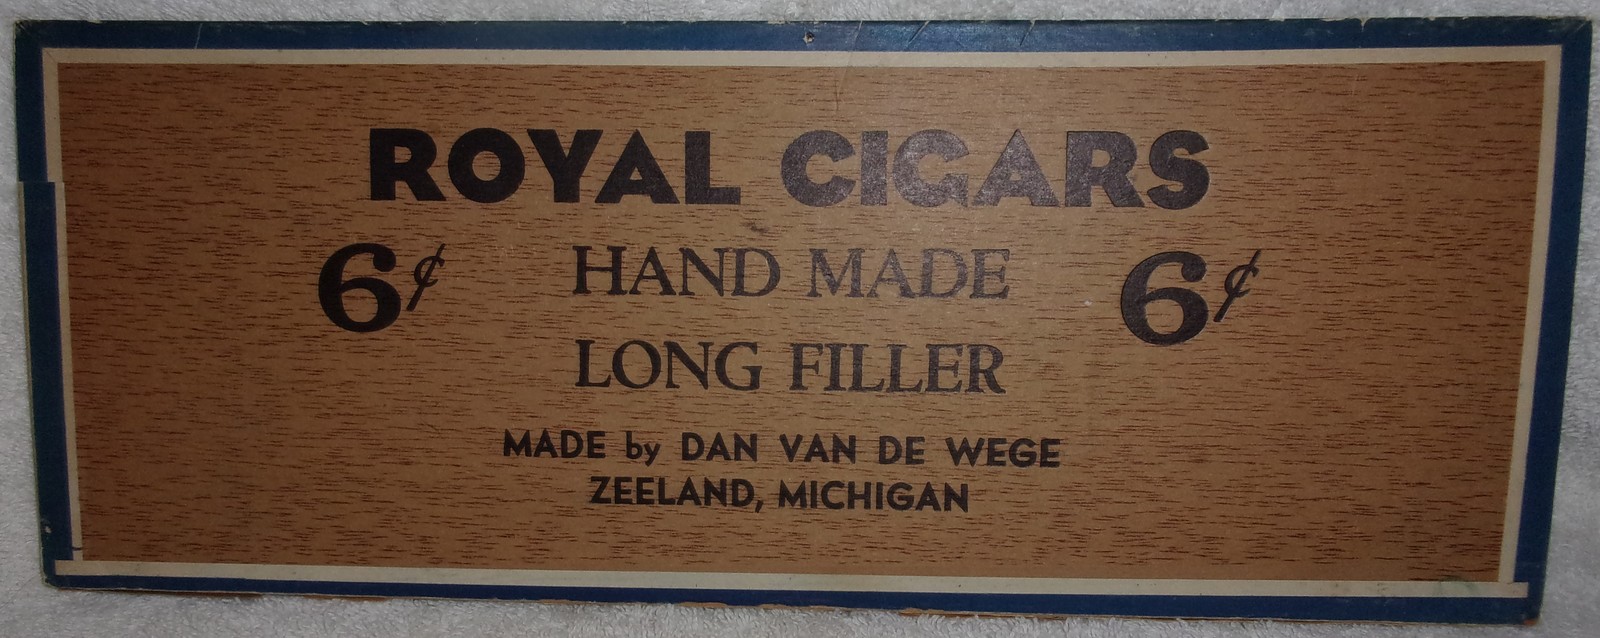 ROYAL CIGARS
6¢ HAND MADE 6¢
LONG FILLER
MADE by DAN VAN DE WEGE
ZEELAND, MICHIGAN